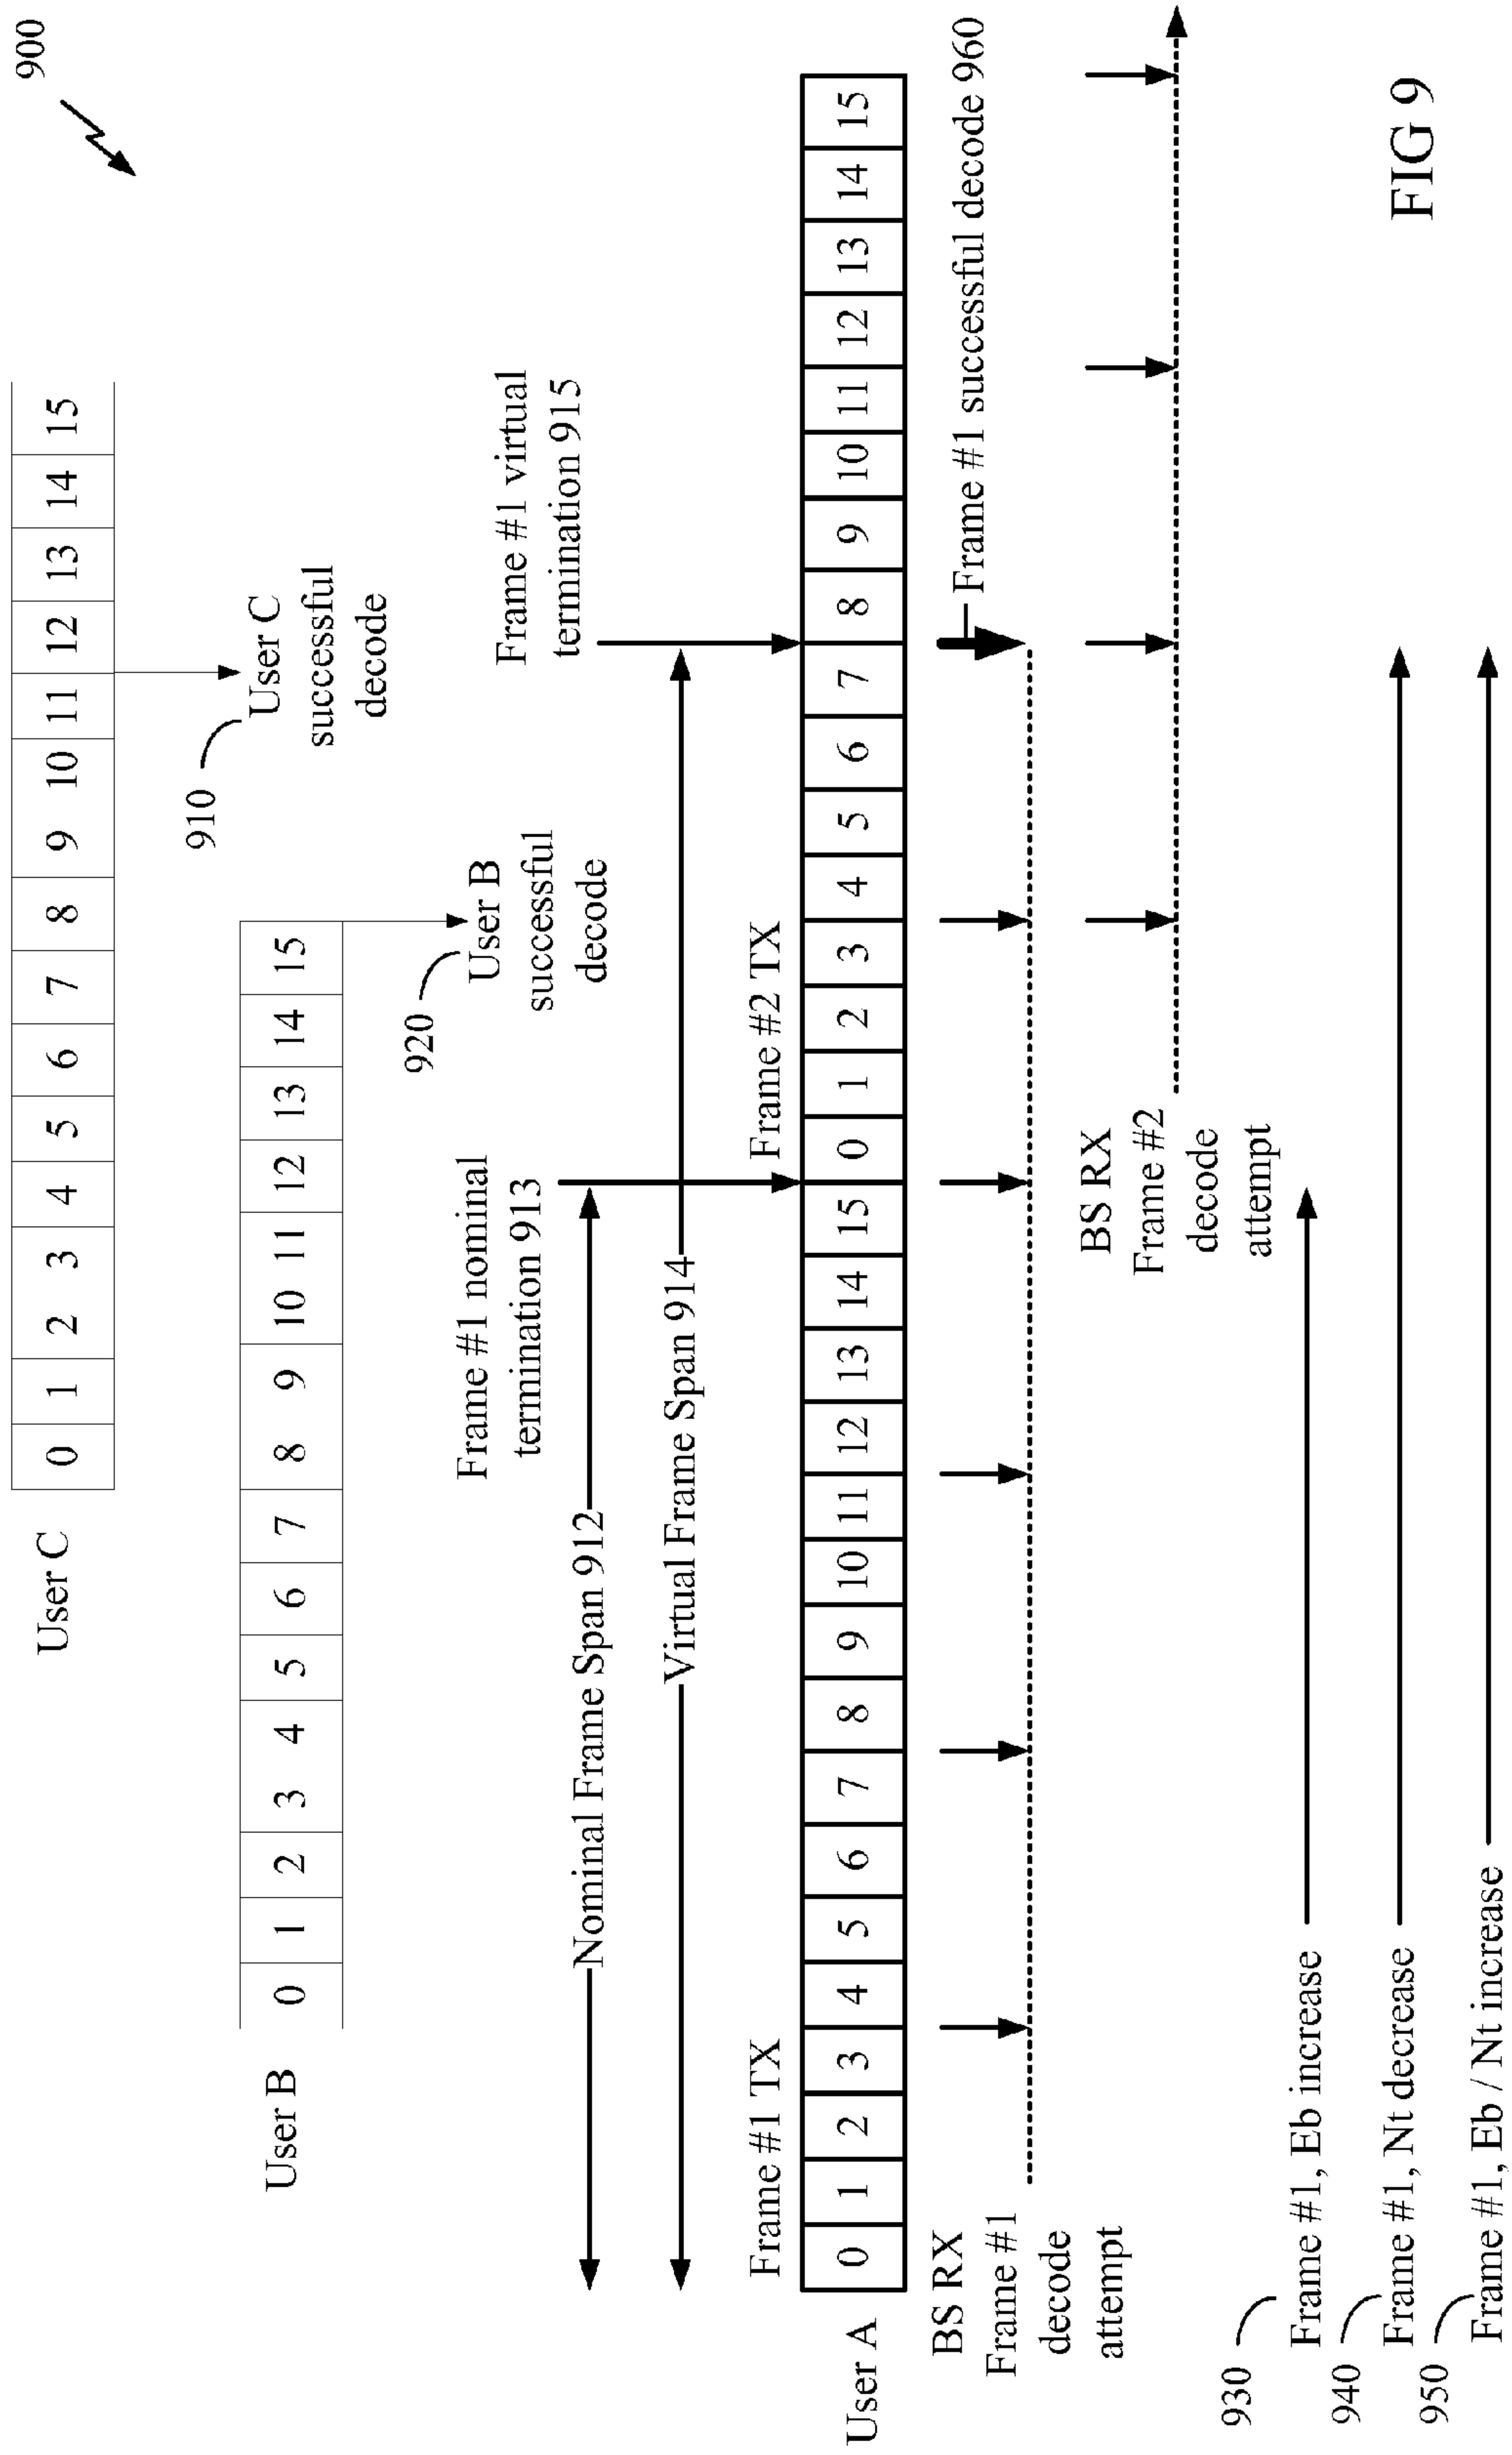 900
User C
0 1 2 3 4 5 6 7 8 9 10 11 12 13 14 15
910
User C
successful
decode
User B
0 1 2 3 4 5 6 7 8 9 10 11 12 13 14 15
920
User B
successful
decode
Frame #1 nominal
termination 913
Frame #1 virtual
termination 915
Nominal Frame Span 912
Virtual Frame Span 914
Frame #1 TX
Frame #2 TX
User A
0 1 2 3 4 5 6 7 8 9 10 11 12 13 14 15 0 1 2 3 4 5 6 7 8 9 10 11 12 13 14 15
BS RX
Frame #1
decode
attempt
Frame #1 successful decode 960
BS RX
Frame #2
decode
attempt
930
Frame #1, Eb increase
940
Frame #1, Nt decrease
950
Frame #1, Eb / Nt increase
FIG 9